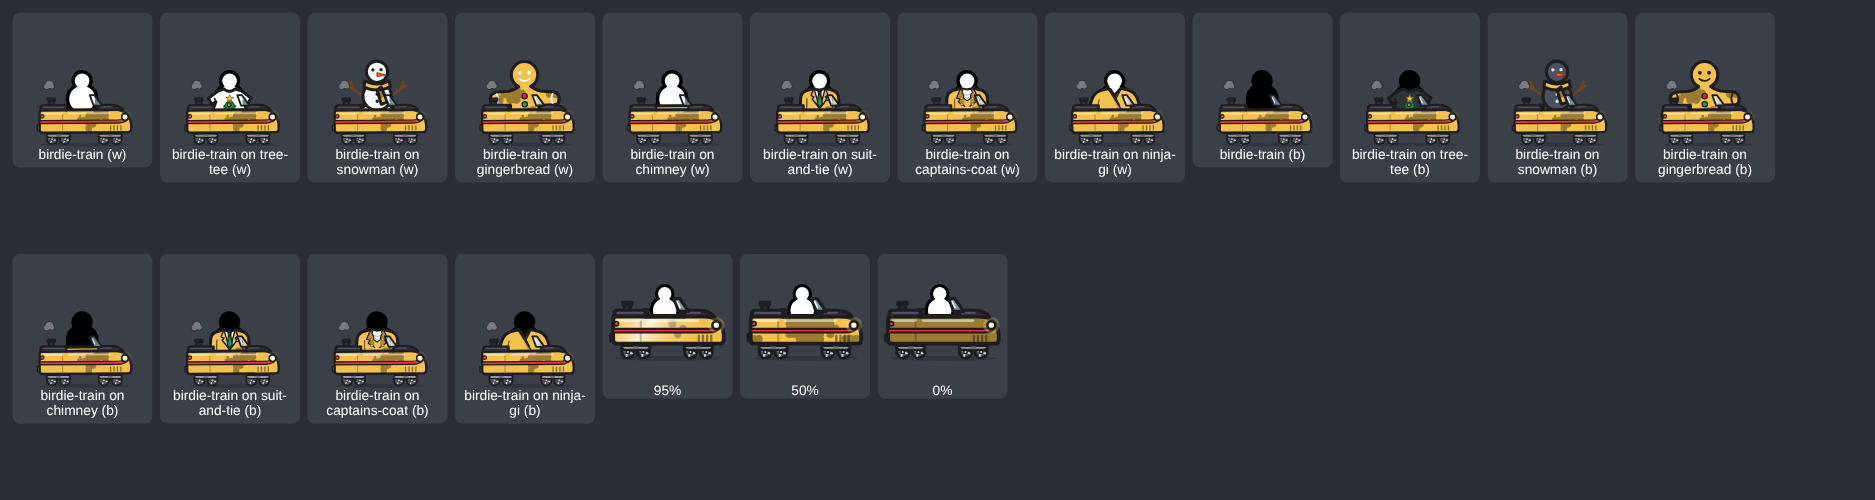 birdie-train (w)
birdie-train on tree-
tee (w)
birdie-train on
snowman (w)
birdie-train on
gingerbread (w)
birdie-train on
chimney (w)
birdie-train on suit-
and-tie (w)
birdie-train on
captains-coat (w)
birdie-train on ninja-
gi (w)
birdie-train (b)
birdie-train on tree-
tee (b)
birdie-train on
snowman (b)
birdie-train on
gingerbread (b)
birdie-train on
chimney (b)
birdie-train on suit-
and-tie (b)
birdie-train on
captains-coat (b)
birdie-train on ninja-
gi (b)
95%
50%
0%